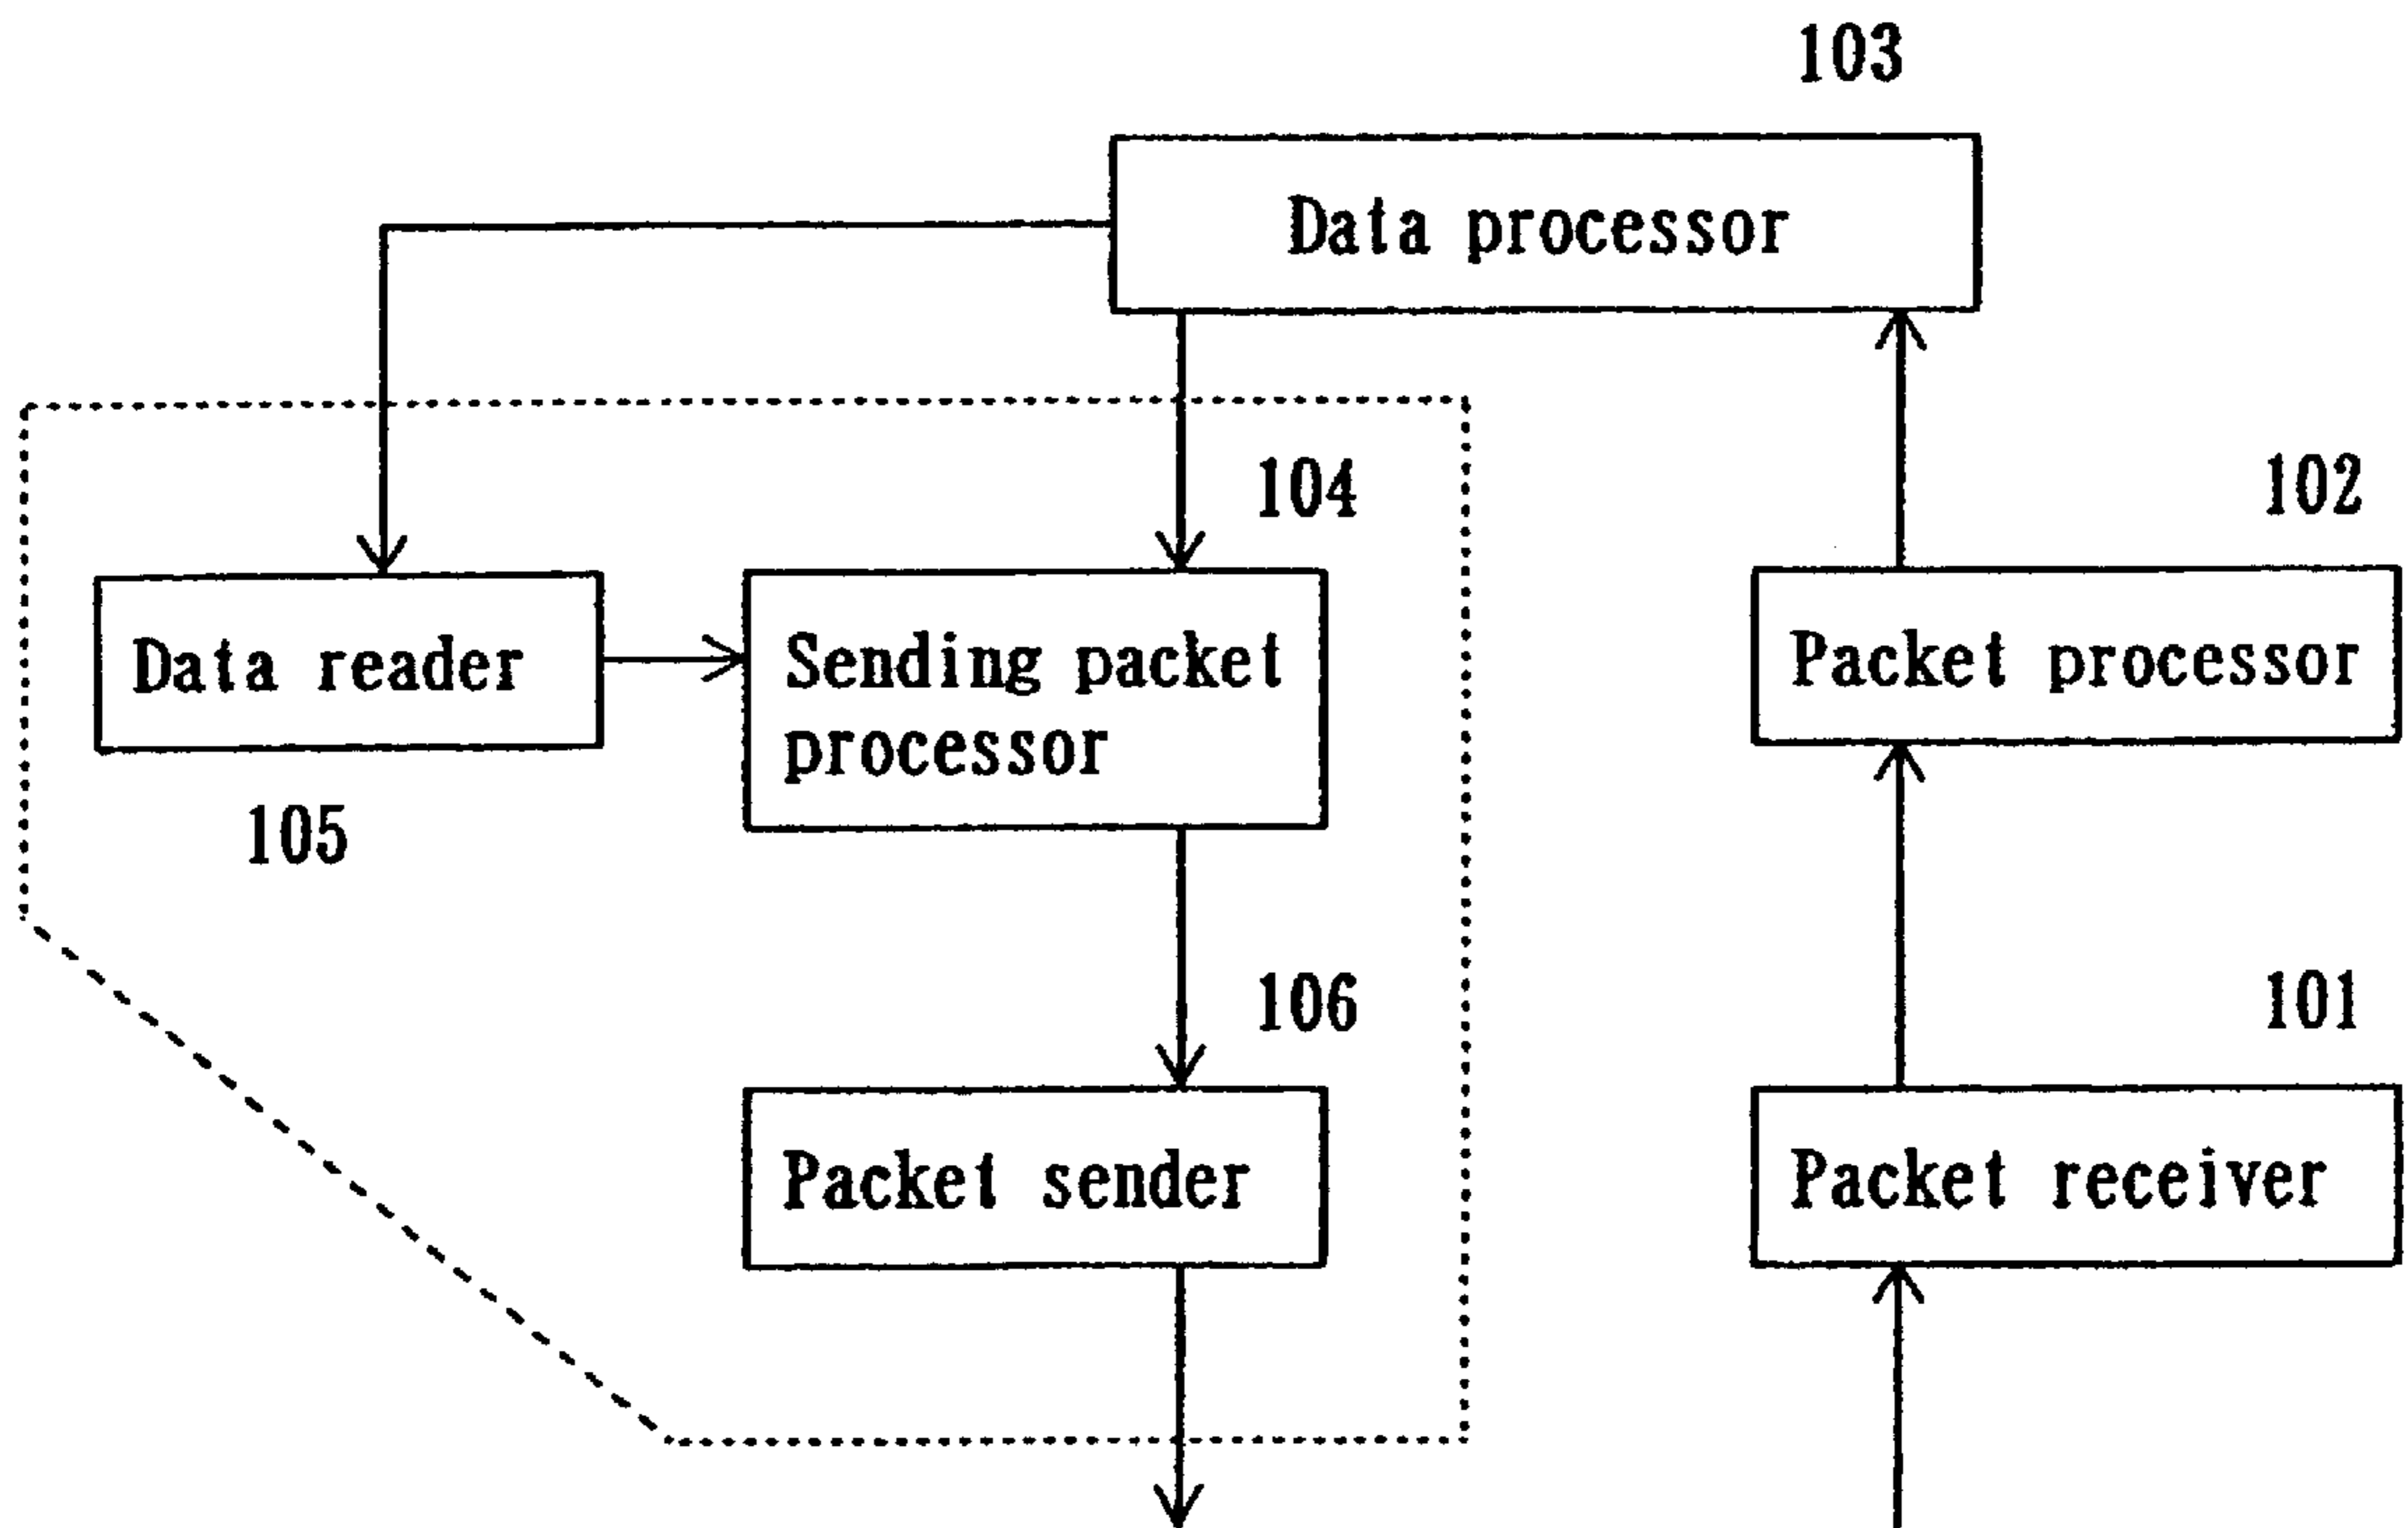 103
Data processor
104
102
Data reader
Sending packet
processor
Packet processor
105
106
101
Packet sender
Packet receiver